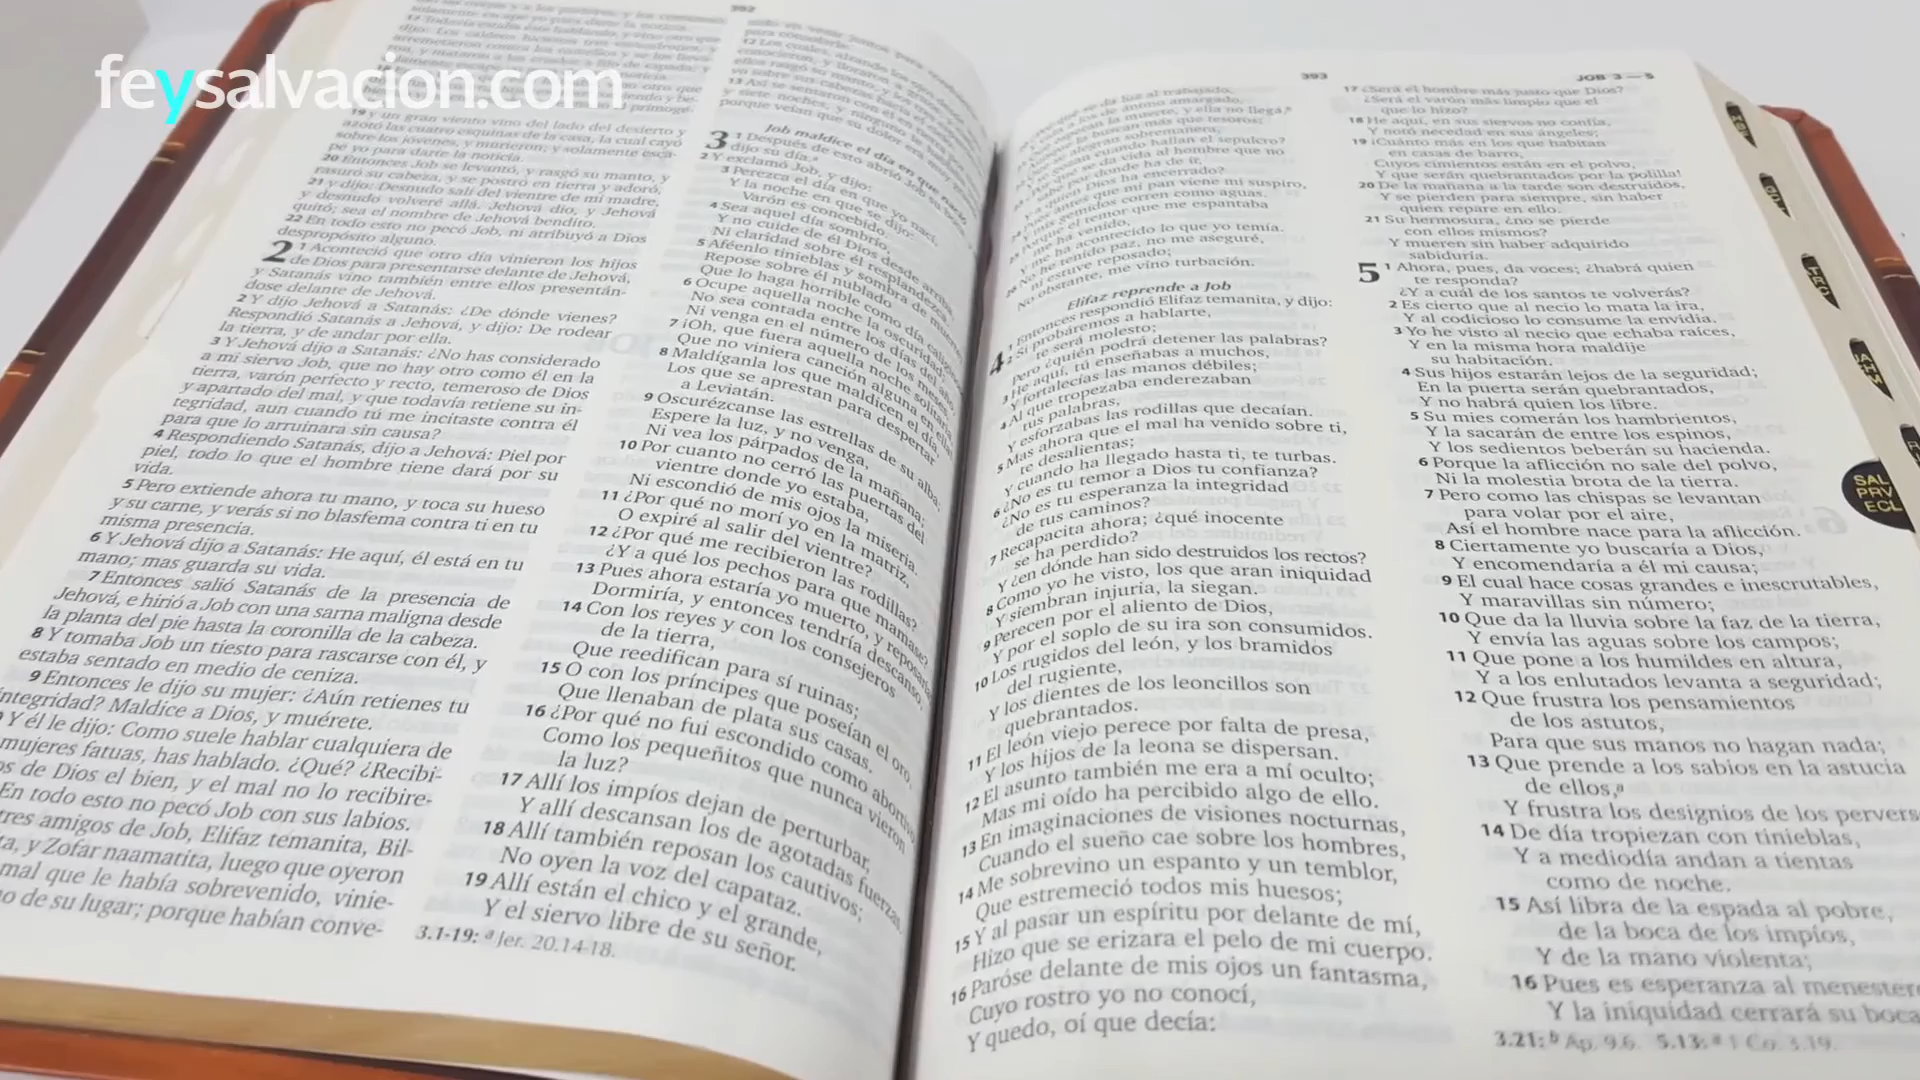 feysalvacion.com
392
19 y un gran viento vino del lado del desierto y
azotó las cuatro esquinas de la casa, la cual cayó
sobre los jóvenes, y murieron; y solamente esca-
pé yo para darte la noticia.
20 Entonces Job se levantó, y rasgó su manto, y
rasuró su cabeza, y se postró en tierra y adoró,
21 y dijo: Desnudo salí del vientre de mi madre,
y desnudo volveré allá. Jehová dio, y Jehová
quitó; sea el nombre de Jehová bendito.
22 En todo esto no pecó Job, ni atribuyó a Dios
despropósito alguno.
2 1 Aconteció que otro día vinieron los hijos
de Dios para presentarse delante de Jehová,
y Satanás vino también entre ellos presentán-
dose delante de Jehová.
2 Y dijo Jehová a Satanás: ¿De dónde vienes?
Respondió Satanás a Jehová, y dijo: De rodear
la tierra, y de andar por ella.
3 Y Jehová dijo a Satanás: ¿No has considerado
a mi siervo Job, que no hay otro como él en la
tierra, varón perfecto y recto, temeroso de Dios
y apartado del mal, y que todavía retiene su in-
tegridad, aun cuando tú me incitaste contra él
para que lo arruinara sin causa?
4 Respondiendo Satanás, dijo a Jehová: Piel por
piel, todo lo que el hombre tiene dará por su
vida.
5 Pero extiende ahora tu mano, y toca su hueso
y su carne, y verás si no blasfema contra ti en tu
misma presencia.
6 Y Jehová dijo a Satanás: He aquí, él está en tu
mano; mas guarda su vida.
7 Entonces salió Satanás de la presencia de
Jehová, e hirió a Job con una sarna maligna desde
la planta del pie hasta la coronilla de la cabeza.
8 Y tomaba Job un tiesto para rascarse con él, y
estaba sentado en medio de ceniza.
9 Entonces le dijo su mujer: ¿Aún retienes tu
integridad? Maldice a Dios, y muérete.
Y él le dijo: Como suele hablar cualquiera de
mujeres fatuas, has hablado. ¿Qué? ¿Recibi-
os de Dios el bien, y el mal no lo recibire-
En todo esto no pecó Job con sus labios.
tres amigos de Job, Elifaz temanita, Bil-
ta, y Zofar naamatita, luego que oyeron
mal que le había sobrevenido, vinie-
o de su lugar; porque habían conve-
Job maldice el día en que nació
3 1 Después de esto abrió Job su boca, y mal-
dijo su día.a
2 Y exclamó Job, y dijo:
3 Perezca el día en que yo nací,
Y la noche en que se dijo:
Varón es concebido.
4 Sea aquel día sombrío,
Y no cuide de él Dios desde arriba,
Ni claridad sobre él resplandezca.
5 Aféenlo tinieblas y sombra de muerte;
Repose sobre él nublado
Que lo haga horrible como día caliginoso.
6 Ocupe aquella noche la oscuridad;
No sea contada entre los días del año,
Ni venga en el número de los meses.
7 ¡Oh, que fuera aquella noche solitaria,
Que no viniera canción alguna en ella!
8 Maldíganla los que maldicen el día,
Los que se aprestan para despertar
a Leviatán.
9 Oscurézcanse las estrellas de su alba;
Espere la luz, y no venga,
Ni vea los párpados de la mañana;
10 Por cuanto no cerró las puertas del
vientre donde yo estaba,
Ni escondió de mis ojos la miseria.
11 ¿Por qué no morí yo en la matriz,
O expiré al salir del vientre?
12 ¿Por qué me recibieron las rodillas?
¿Y a qué los pechos para que mamase?
13 Pues ahora estaría yo muerto, y reposaría;
Dormiría, y entonces tendría descanso,
14 Con los reyes y con los consejeros
de la tierra,
Que reedifican para sí ruinas;
15 O con los príncipes que poseían el oro,
Que llenaban de plata sus casas.
16 ¿Por qué no fui escondido como abortivo,
Como los pequeñitos que nunca vieron
la luz?
17 Allí los impíos dejan de perturbar,
Y allí descansan los de agotadas fuerzas.
18 Allí también reposan los cautivos;
No oyen la voz del capataz.
19 Allí están el chico y el grande,
Y el siervo libre de su señor.
3.1-19: a Jer. 20.14-18.
393
JOB 3 — 5
No obstante, me vino turbación.
Elifaz reprende a Job
4 1 Entonces respondió Elifaz temanita, y dijo:
2 Si probáremos a hablarte,
te será molesto;
Pero ¿quién podrá detener las palabras?
3 He aquí, tú enseñabas a muchos,
Y fortalecías las manos débiles;
4 Al que tropezaba enderezaban
tus palabras,
Y esforzabas las rodillas que decaían.
5 Mas ahora que el mal ha venido sobre ti,
te desalientas;
Y cuando ha llegado hasta ti, te turbas.
6 ¿No es tu temor a Dios tu confianza?
¿No es tu esperanza la integridad
de tus caminos?
7 Recapacita ahora; ¿qué inocente
se ha perdido?
Y ¿en dónde han sido destruidos los rectos?
8 Como yo he visto, los que aran iniquidad
Y siembran injuria, la siegan.
9 Perecen por el aliento de Dios,
Y por el soplo de su ira son consumidos.
10 Los rugidos del león, y los bramidos
del rugiente,
Y los dientes de los leoncillos son
quebrantados.
11 El león viejo perece por falta de presa,
Y los hijos de la leona se dispersan.
12 El asunto también me era a mí oculto;
Mas mi oído ha percibido algo de ello.
13 En imaginaciones de visiones nocturnas,
Cuando el sueño cae sobre los hombres,
14 Me sobrevino un espanto y un temblor,
Que estremeció todos mis huesos;
15 Y al pasar un espíritu por delante de mí,
Hizo que se erizara el pelo de mi cuerpo.
16 Paróse delante de mis ojos un fantasma,
Cuyo rostro yo no conocí,
Y quedo, oí que decía:
17 ¿Será el hombre más justo que Dios?
¿Será el varón más limpio que el
que lo hizo?
18 He aquí, en sus siervos no confía,
Y notó necedad en sus ángeles;
19 ¡Cuánto más en los que habitan
en casas de barro,
Cuyos cimientos están en el polvo,
Y que serán quebrantados por la polilla!
20 De la mañana a la tarde son destruidos,
Y se pierden para siempre, sin haber
quien repare en ello.
21 Su hermosura, ¿no se pierde
con ellos mismos?
Y mueren sin haber adquirido
sabiduría.
5 1 Ahora, pues, da voces; ¿habrá quien
te responda?
¿Y a cuál de los santos te volverás?
2 Es cierto que al necio lo mata la ira,
Y al codicioso lo consume la envidia.
3 Yo he visto al necio que echaba raíces,
Y en la misma hora maldije
su habitación.
4 Sus hijos estarán lejos de la seguridad;
En la puerta serán quebrantados,
Y no habrá quien los libre.
5 Su mies comerán los hambrientos,
Y la sacarán de entre los espinos,
Y los sedientos beberán su hacienda.
6 Porque la aflicción no sale del polvo,
Ni la molestia brota de la tierra.
7 Pero como las chispas se levantan
para volar por el aire,
Así el hombre nace para la aflicción.
8 Ciertamente yo buscaría a Dios,
Y encomendaría a él mi causa;
9 El cual hace cosas grandes e inescrutables,
Y maravillas sin número;
10 Que da la lluvia sobre la faz de la tierra,
Y envía las aguas sobre los campos;
11 Que pone a los humildes en altura,
Y a los enlutados levanta a seguridad;
12 Que frustra los pensamientos
de los astutos,
Para que sus manos no hagan nada;
13 Que prende a los sabios en la astucia
de ellos,a
Y frustra los designios de los pervers
14 De día tropiezan con tinieblas,
Y a mediodía andan a tientas
como de noche.
15 Así libra de la espada al pobre,
de la boca de los impíos,
Y de la mano violenta;
16 Pues es esperanza al menester
Y la iniquidad cerrará su boca
3.21: b Ap. 9.6. 5.13: a 1 Co. 3.19.
SAL
PRV
ECL